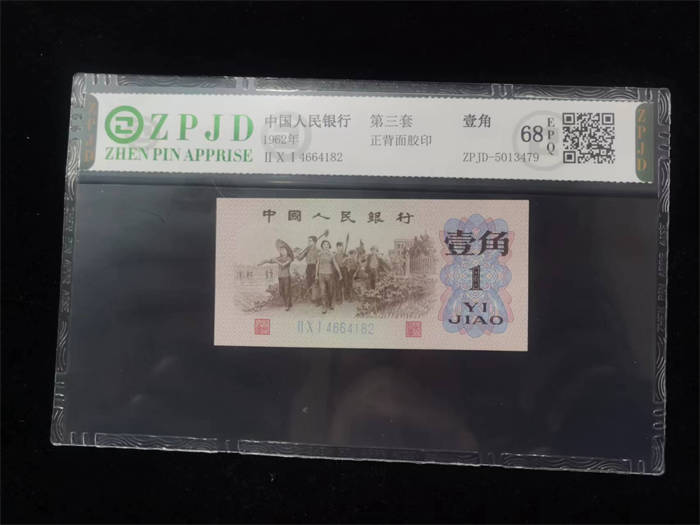 ZPJD
ZHEN PIN APPRISE
中国人民银行 第三套 壹角
1962年 正背面胶印
II X I 4664182 ZPJD-5013479
68 EPQ
ZPJD
中國人民銀行
壹角
1
YI
JIAO
II X I 4664182